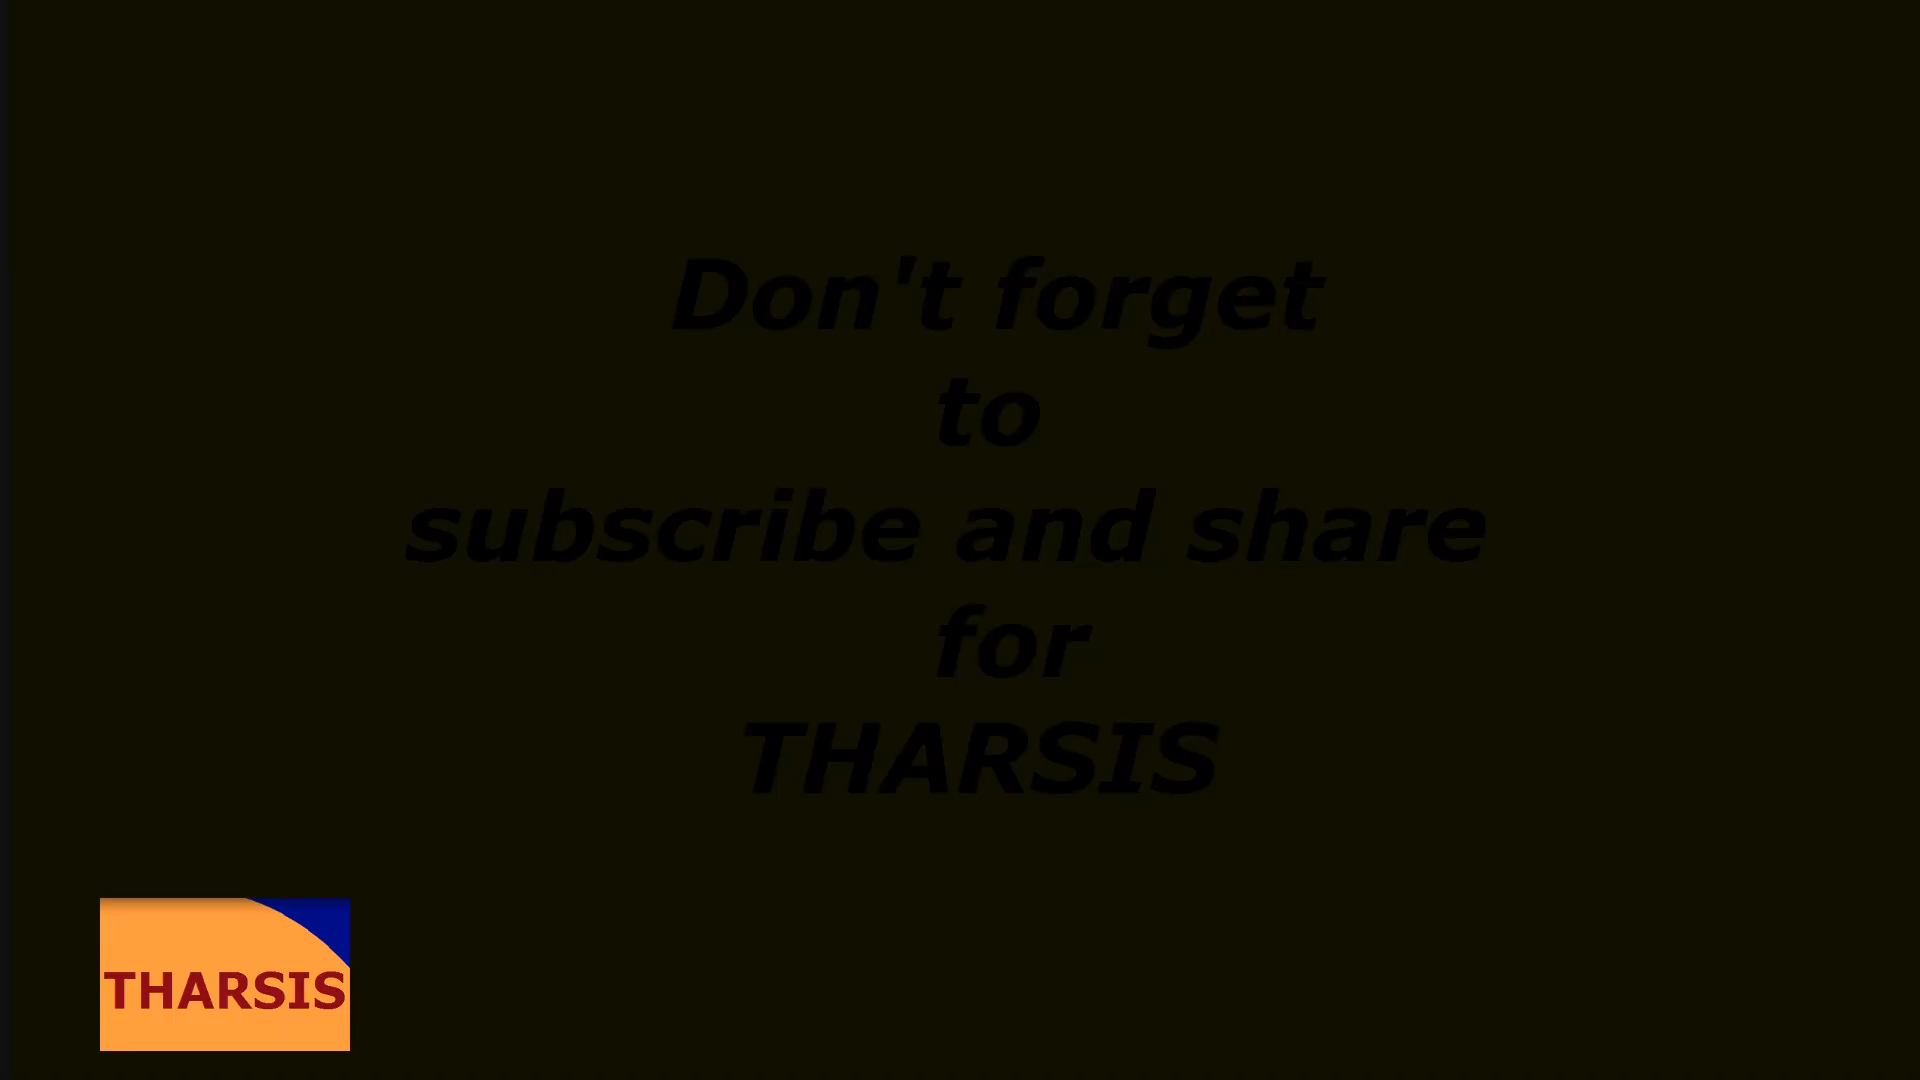 Don't forget
to
subscribe and share
for
THARSIS
THARSIS